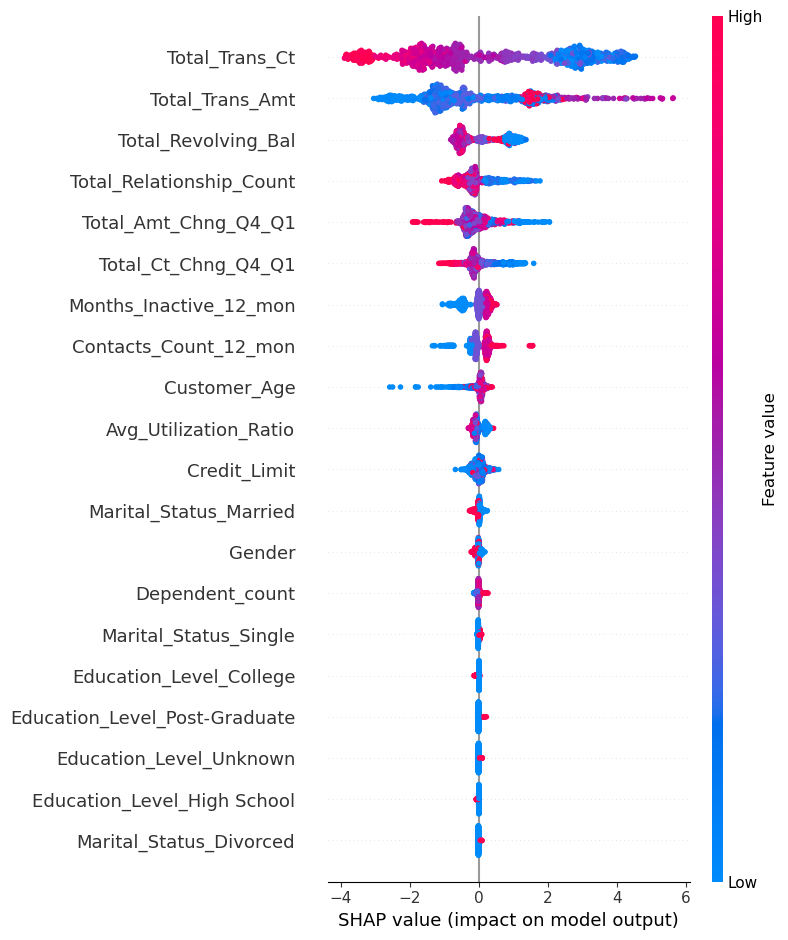 High
Total_Trans_Ct
Total_Trans_Amt
Total_Revolving_Bal
Total_Relationship_Count
Total_Amt_Chng_Q4_Q1
Total_Ct_Chng_Q4_Q1
Months_Inactive_12_mon
Contacts_Count_12_mon
Customer_Age
Avg_Utilization_Ratio
Credit_Limit
Marital_Status_Married
Gender
Dependent_count
Marital_Status_Single
Education_Level_College
Education_Level_Post-Graduate
Education_Level_Unknown
Education_Level_High School
Marital_Status_Divorced
Feature value
Low
−4 −2 0 2 4 6
SHAP value (impact on model output)